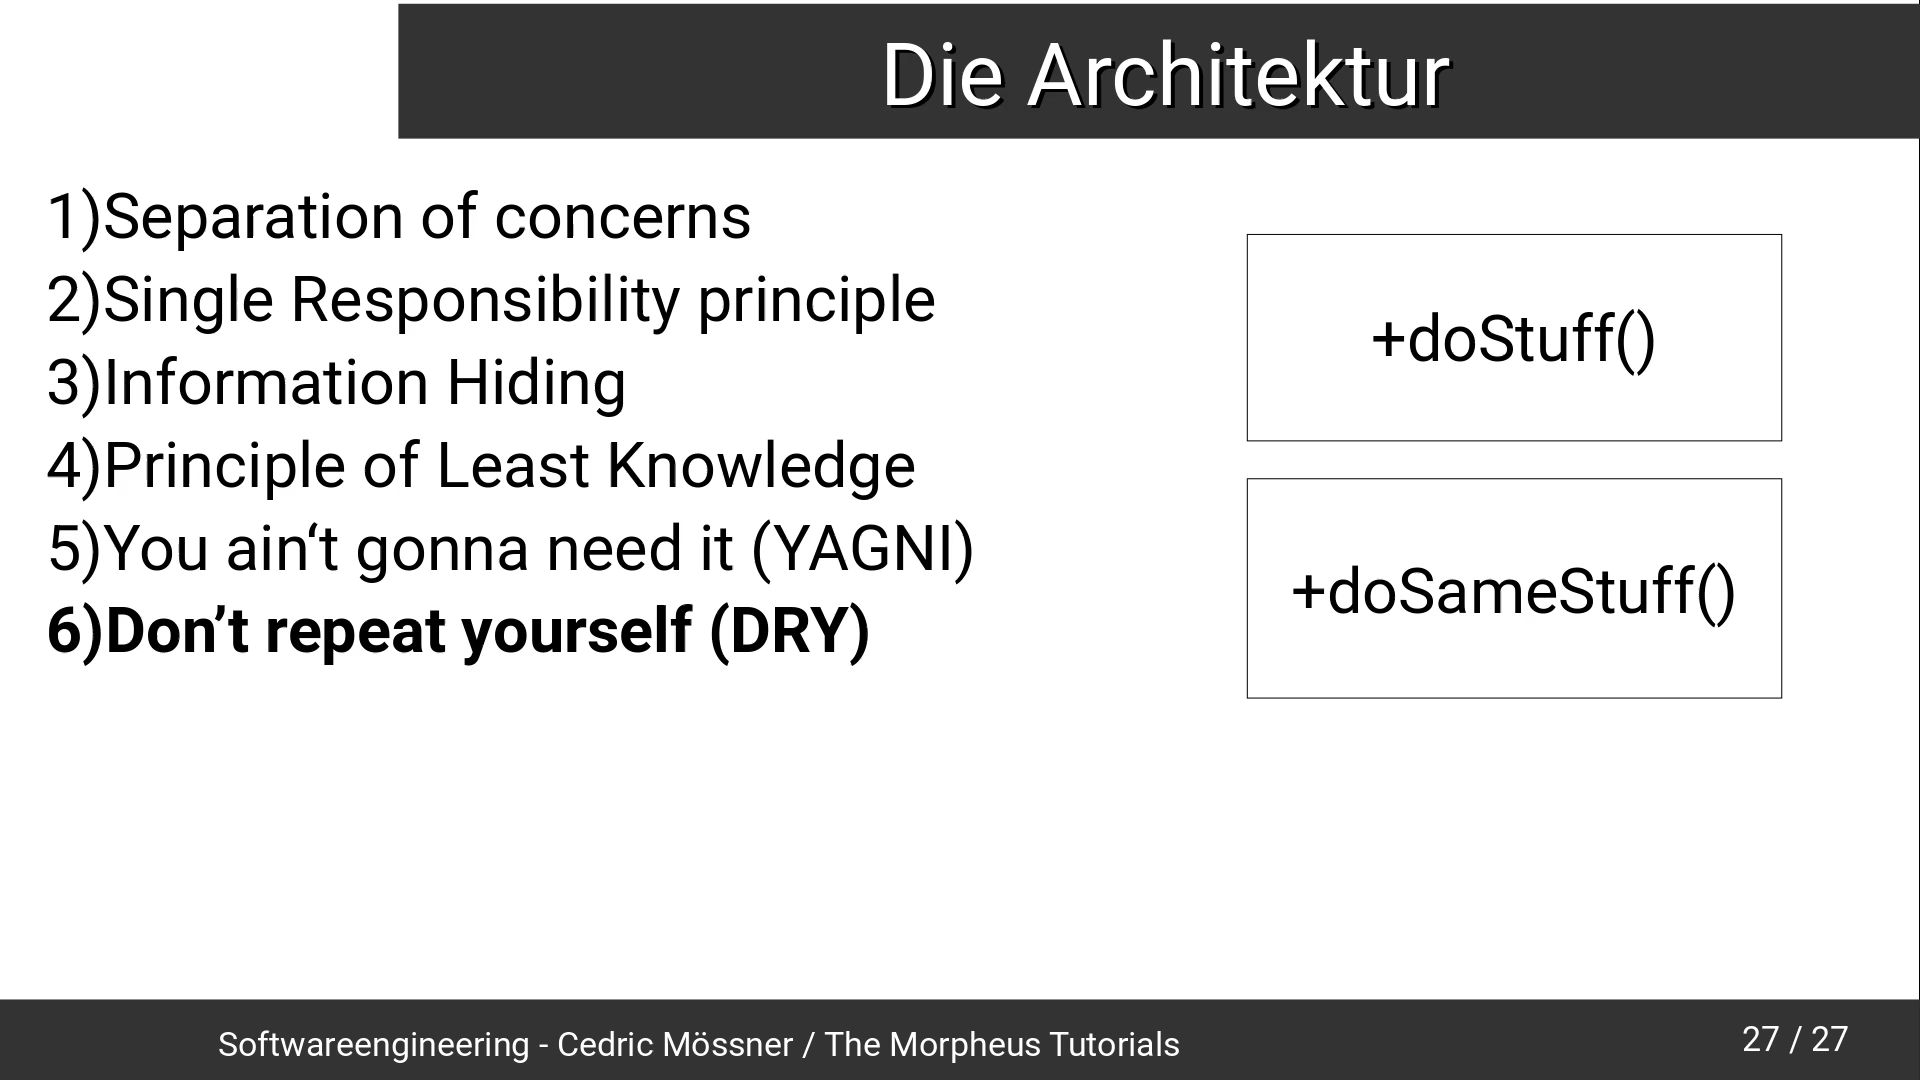 Die Architektur
1)Separation of concerns
2)Single Responsibility principle
3)Information Hiding
4)Principle of Least Knowledge
5)You ain‘t gonna need it (YAGNI)
6)Don’t repeat yourself (DRY)
+doStuff()
+doSameStuff()
Softwareengineering - Cedric Mössner / The Morpheus Tutorials
27 / 27